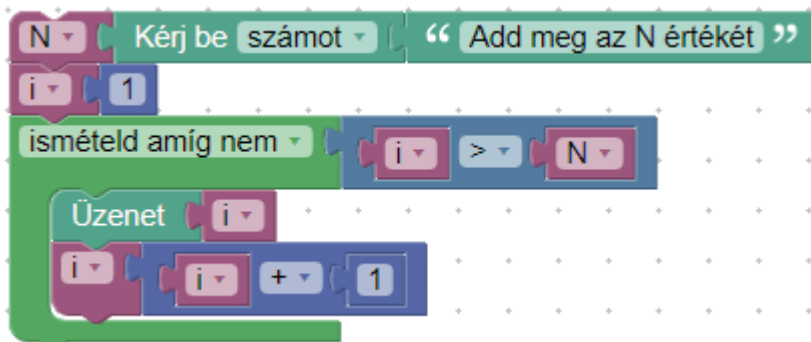 N Kérj be számot “ Add meg az N értékét ”
i 1
ismételd amíg nem i > N
Üzenet i
i i + 1